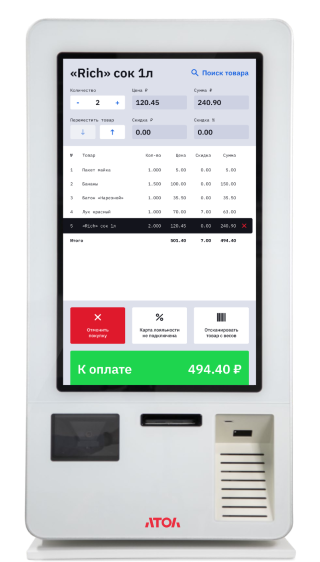 «Rich» сок 1л
Поиск товара
Количество Цена ₽ Сумма ₽
- 2 + 120.45 240.90
Переместить товар Скидка ₽ Скидка %
↓ ↑ 0.00 0.00
№ Товар Кол-во Цена Скидка Сумма
1 Пакет майка 1.000 5.00 0.00 5.00
2 Бананы 1.500 100.00 0.00 150.00
3 Батон «Нарезной» 1.000 35.50 0.00 35.50
4 Лук красный 1.000 70.00 7.00 63.00
5 «Rich» сок 1л 2.000 120.45 0.00 240.90 ×
Итого 501.40 7.00 494.40
Отменить покупку
Карта лояльности не подключена
Отсканировать товар с весов
К оплате 494.40 ₽
АТОЛ